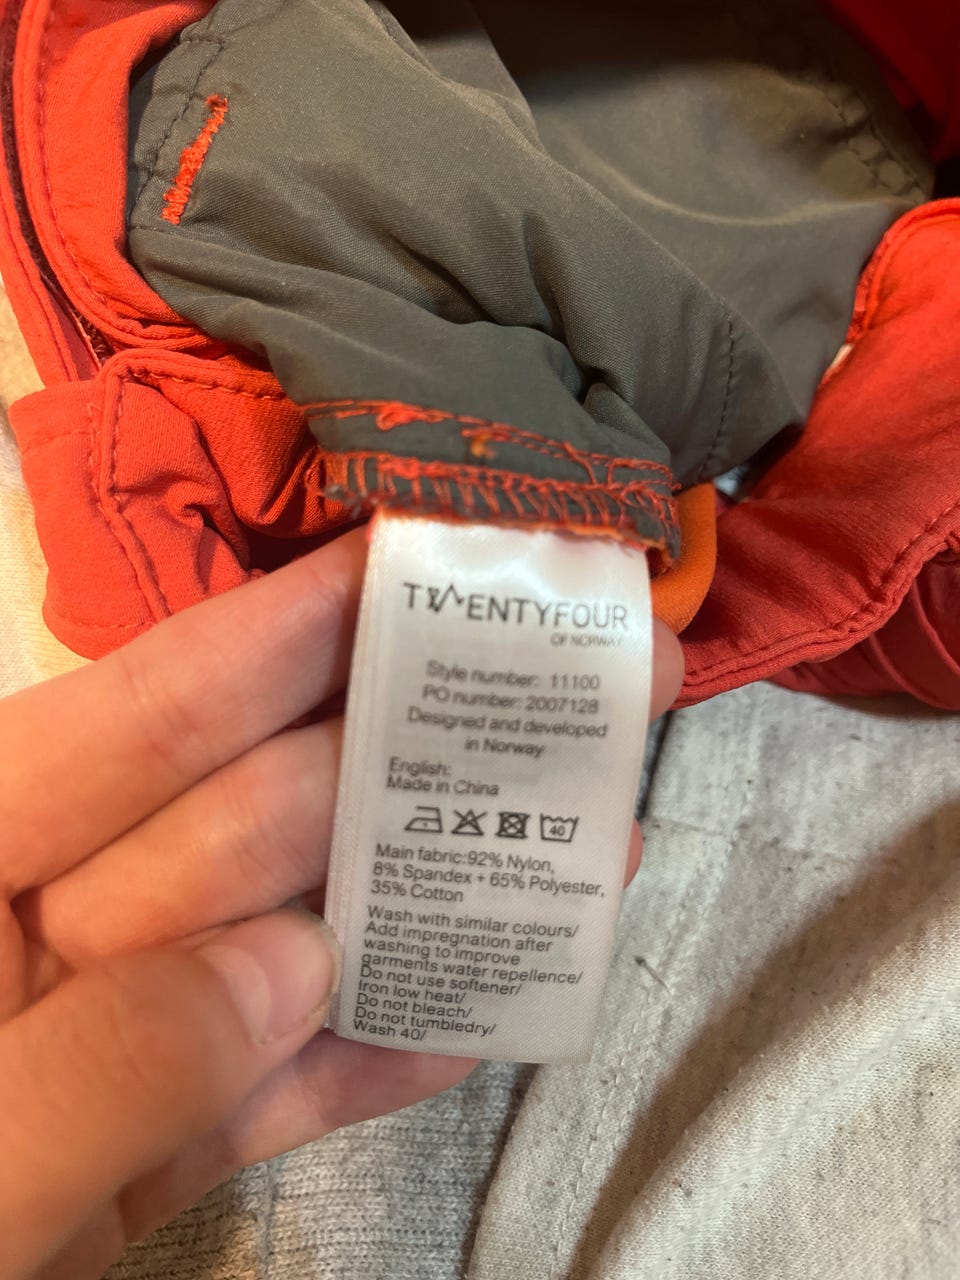 TWENTYFOUR
OF NORWAY
Style number: 11100
PO number: 2007128
Designed and developed
in Norway
English:
Made in China
40
Main fabric:92% Nylon,
8% Spandex + 65% Polyester,
35% Cotton
Wash with similar colours/
Add impregnation after
washing to improve
garments water repellence/
Do not use softener/
Iron low heat/
Do not bleach/
Do not tumbledry/
Wash 40/